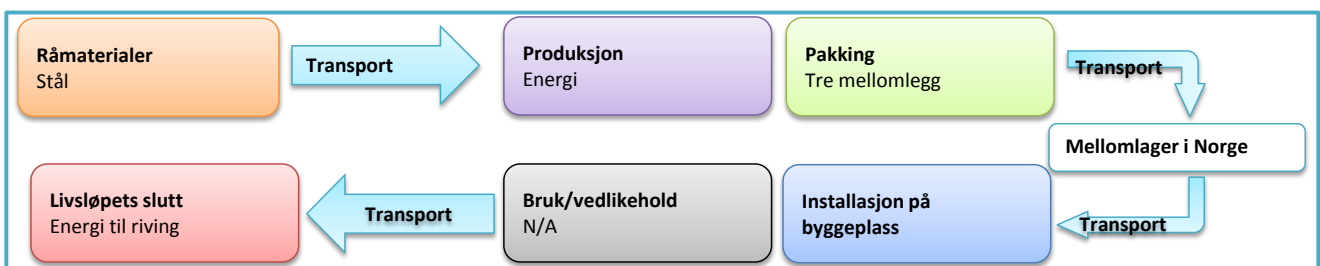 Råmaterialer
Stål
Transport
Produksjon
Energi
Pakking
Tre mellomlegg
Transport
Mellomlager i Norge
Transport
Installasjon på
byggeplass
Bruk/vedlikehold
N/A
Transport
Livsløpets slutt
Energi til riving